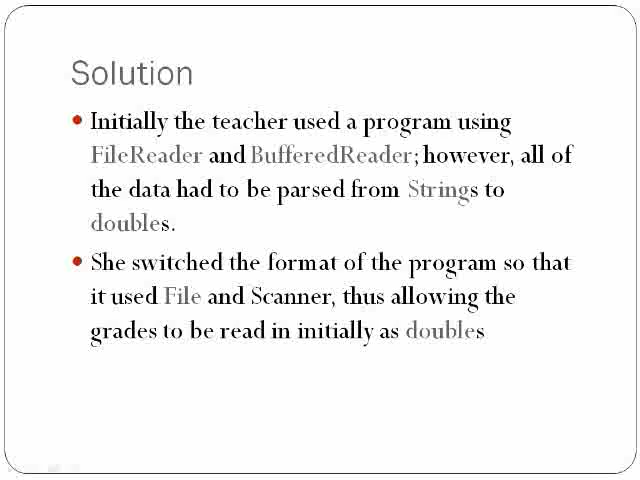 Solution
Initially the teacher used a program using
FileReader and BufferedReader; however, all of
the data had to be parsed from Strings to
doubles.
She switched the format of the program so that
it used File and Scanner, thus allowing the
grades to be read in initially as doubles